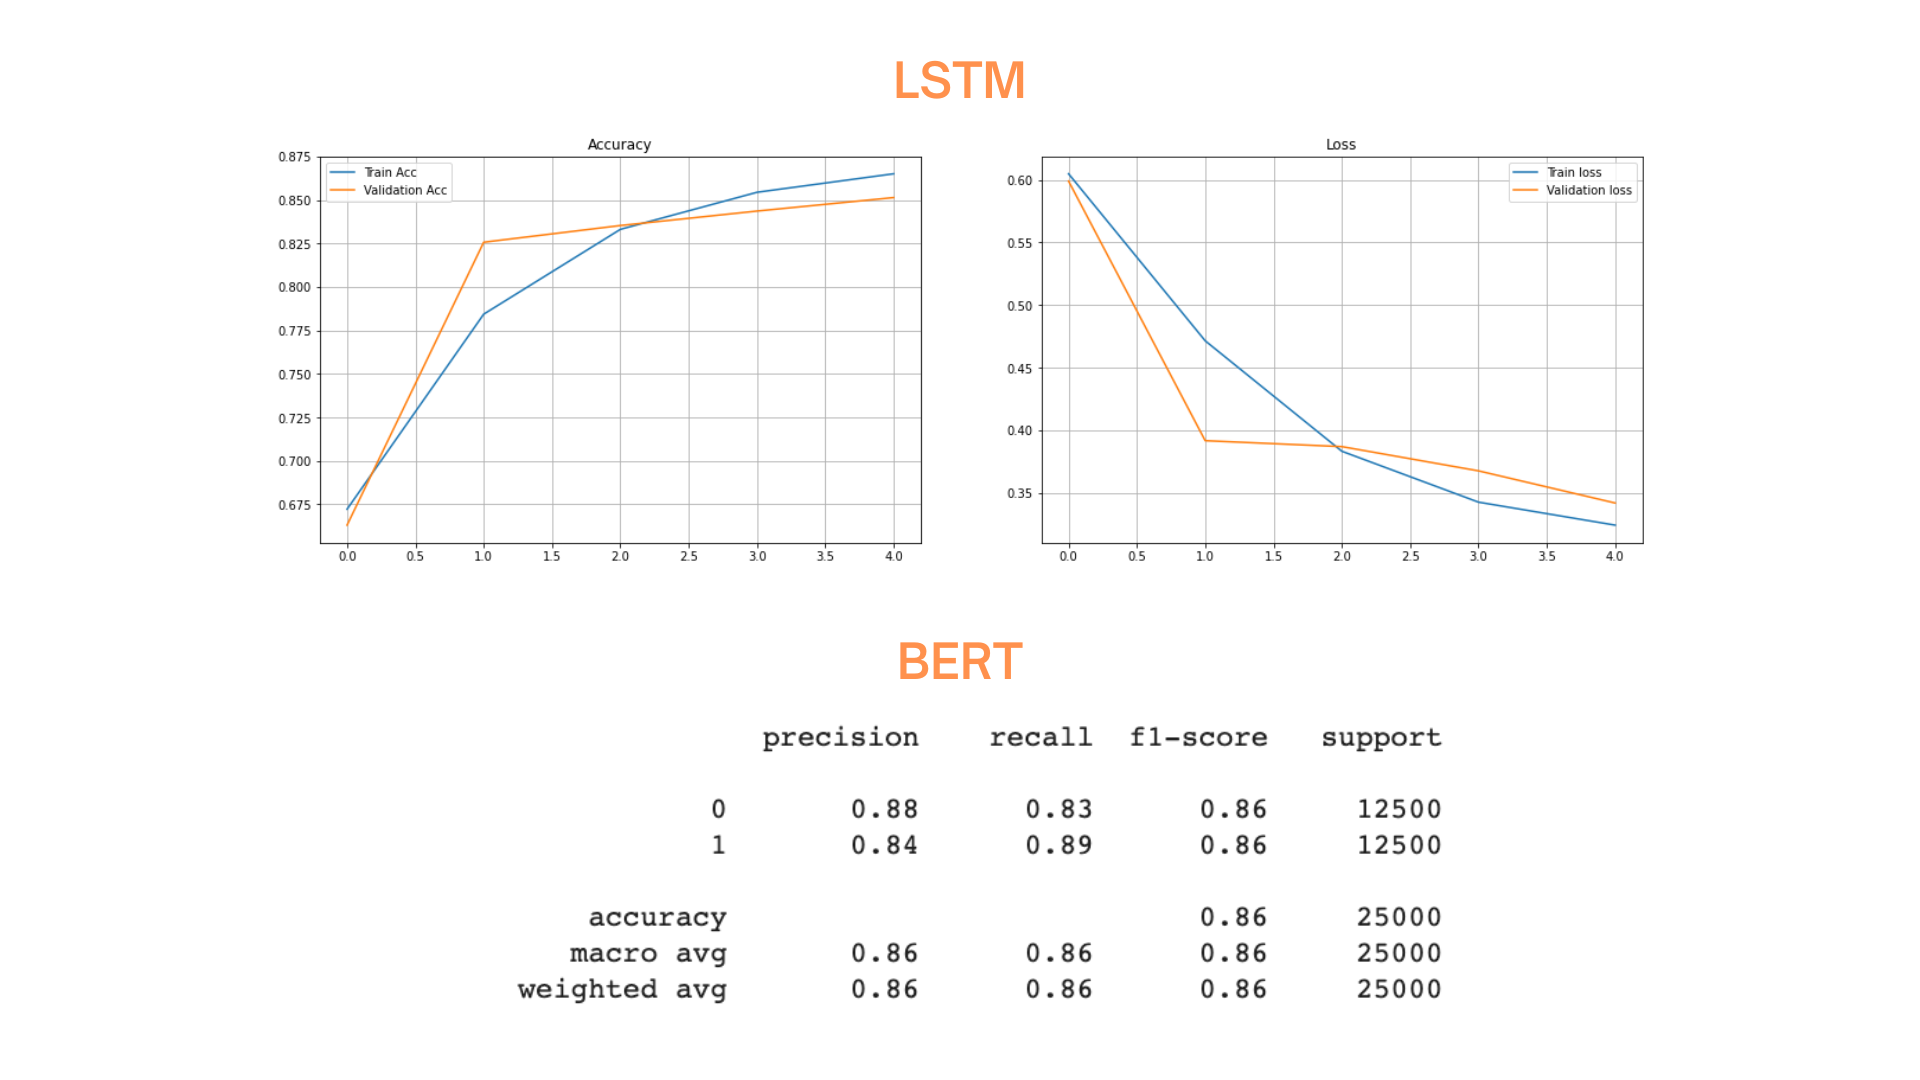 LSTM
Accuracy
Train Acc
Validation Acc
0.875
0.850
0.825
0.800
0.775
0.750
0.725
0.700
0.675
0.0 0.5 1.0 1.5 2.0 2.5 3.0 3.5 4.0
Loss
Train loss
Validation loss
0.60
0.55
0.50
0.45
0.40
0.35
0.0 0.5 1.0 1.5 2.0 2.5 3.0 3.5 4.0
BERT
precision recall f1-score support
0 0.88 0.83 0.86 12500
1 0.84 0.89 0.86 12500
accuracy 0.86 25000
macro avg 0.86 0.86 0.86 25000
weighted avg 0.86 0.86 0.86 25000